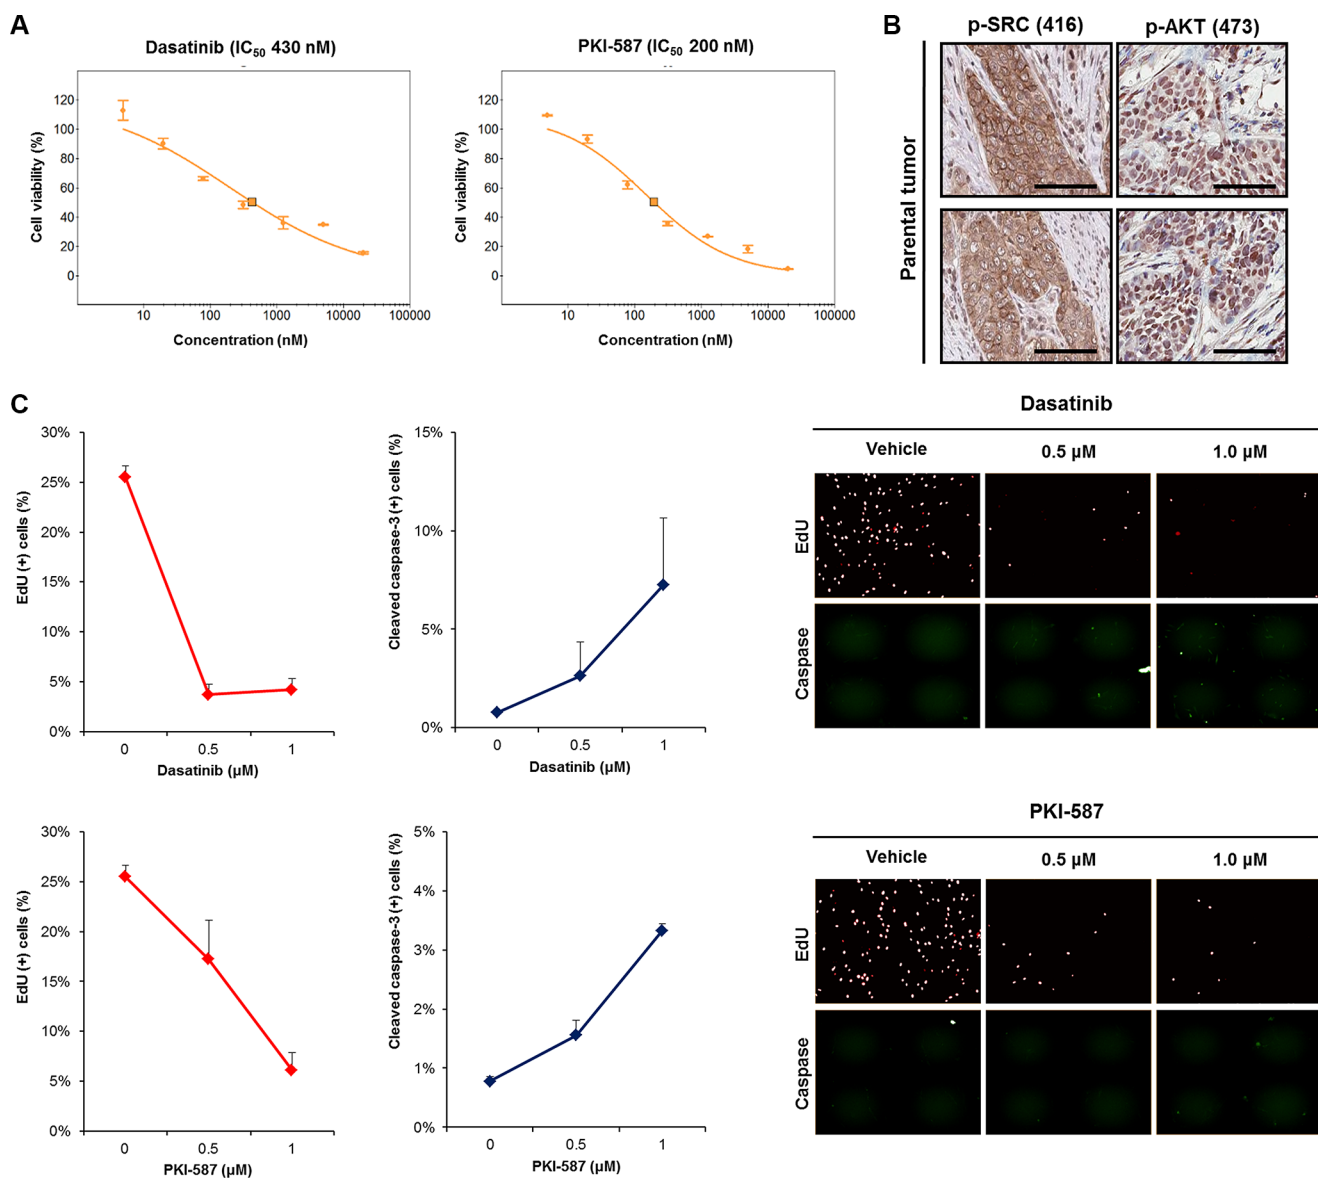 A
Dasatinib (IC50 430 nM)
Cell viability (%)
120
100
80
60
40
20
0
10
100
1000
10000
100000
Concentration (nM)
PKI-587 (IC50 200 nM)
Cell viability (%)
120
100
80
60
40
20
0
10
100
1000
10000
100000
Concentration (nM)
B
p-SRC (416)
p-AKT (473)
Parental tumor
C
EdU (+) cells (%)
30%
25%
20%
15%
10%
5%
0%
0
0.5
1
Dasatinib (µM)
Cleaved caspase-3 (+) cells (%)
15%
10%
5%
0%
0
0.5
1
Dasatinib (µM)
Dasatinib
Vehicle
0.5 µM
1.0 µM
EdU
Caspase
EdU (+) cells (%)
30%
25%
20%
15%
10%
5%
0%
0
0.5
1
PKI-587 (µM)
Cleaved caspase-3 (+) cells (%)
5%
4%
3%
2%
1%
0%
0
0.5
1
PKI-587 (µM)
PKI-587
Vehicle
0.5 µM
1.0 µM
EdU
Caspase